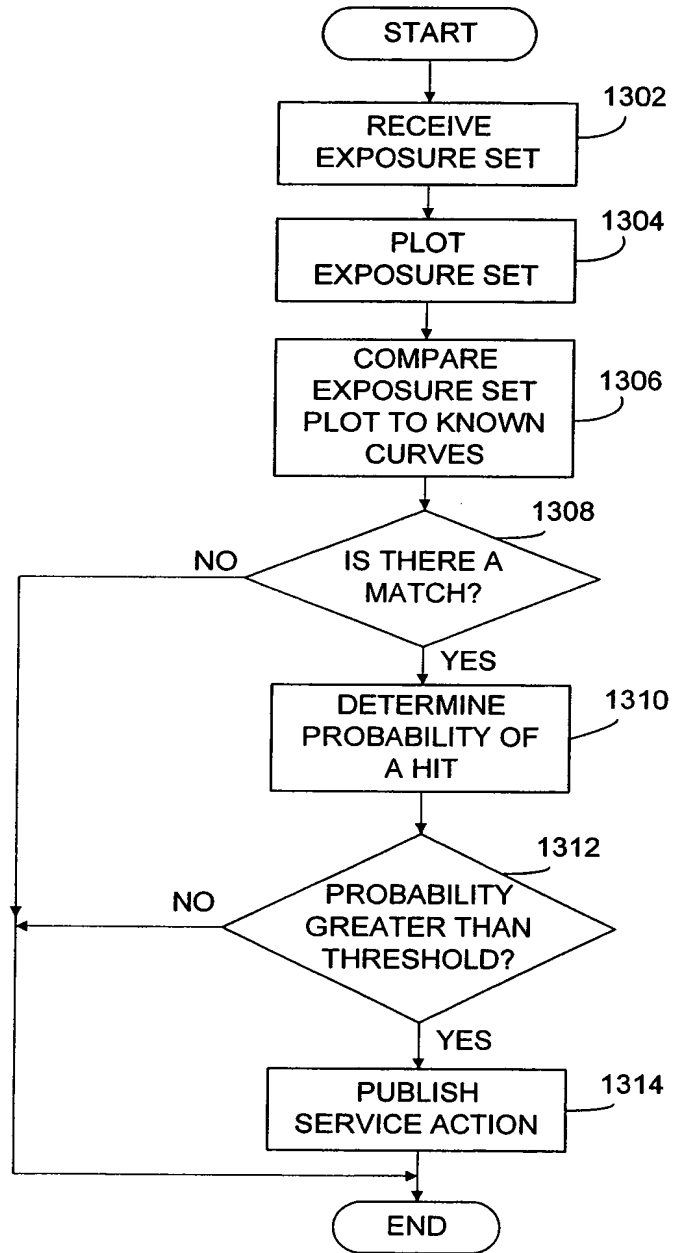 START
1302
RECEIVE
EXPOSURE SET
1304
PLOT
EXPOSURE SET
COMPARE
EXPOSURE SET
PLOT TO KNOWN
CURVES
1306
1308
NO
IS THERE A
MATCH?
YES
1310
DETERMINE
PROBABILITY OF
A HIT
1312
NO
PROBABILITY
GREATER THAN
THRESHOLD?
YES
1314
PUBLISH
SERVICE ACTION
END